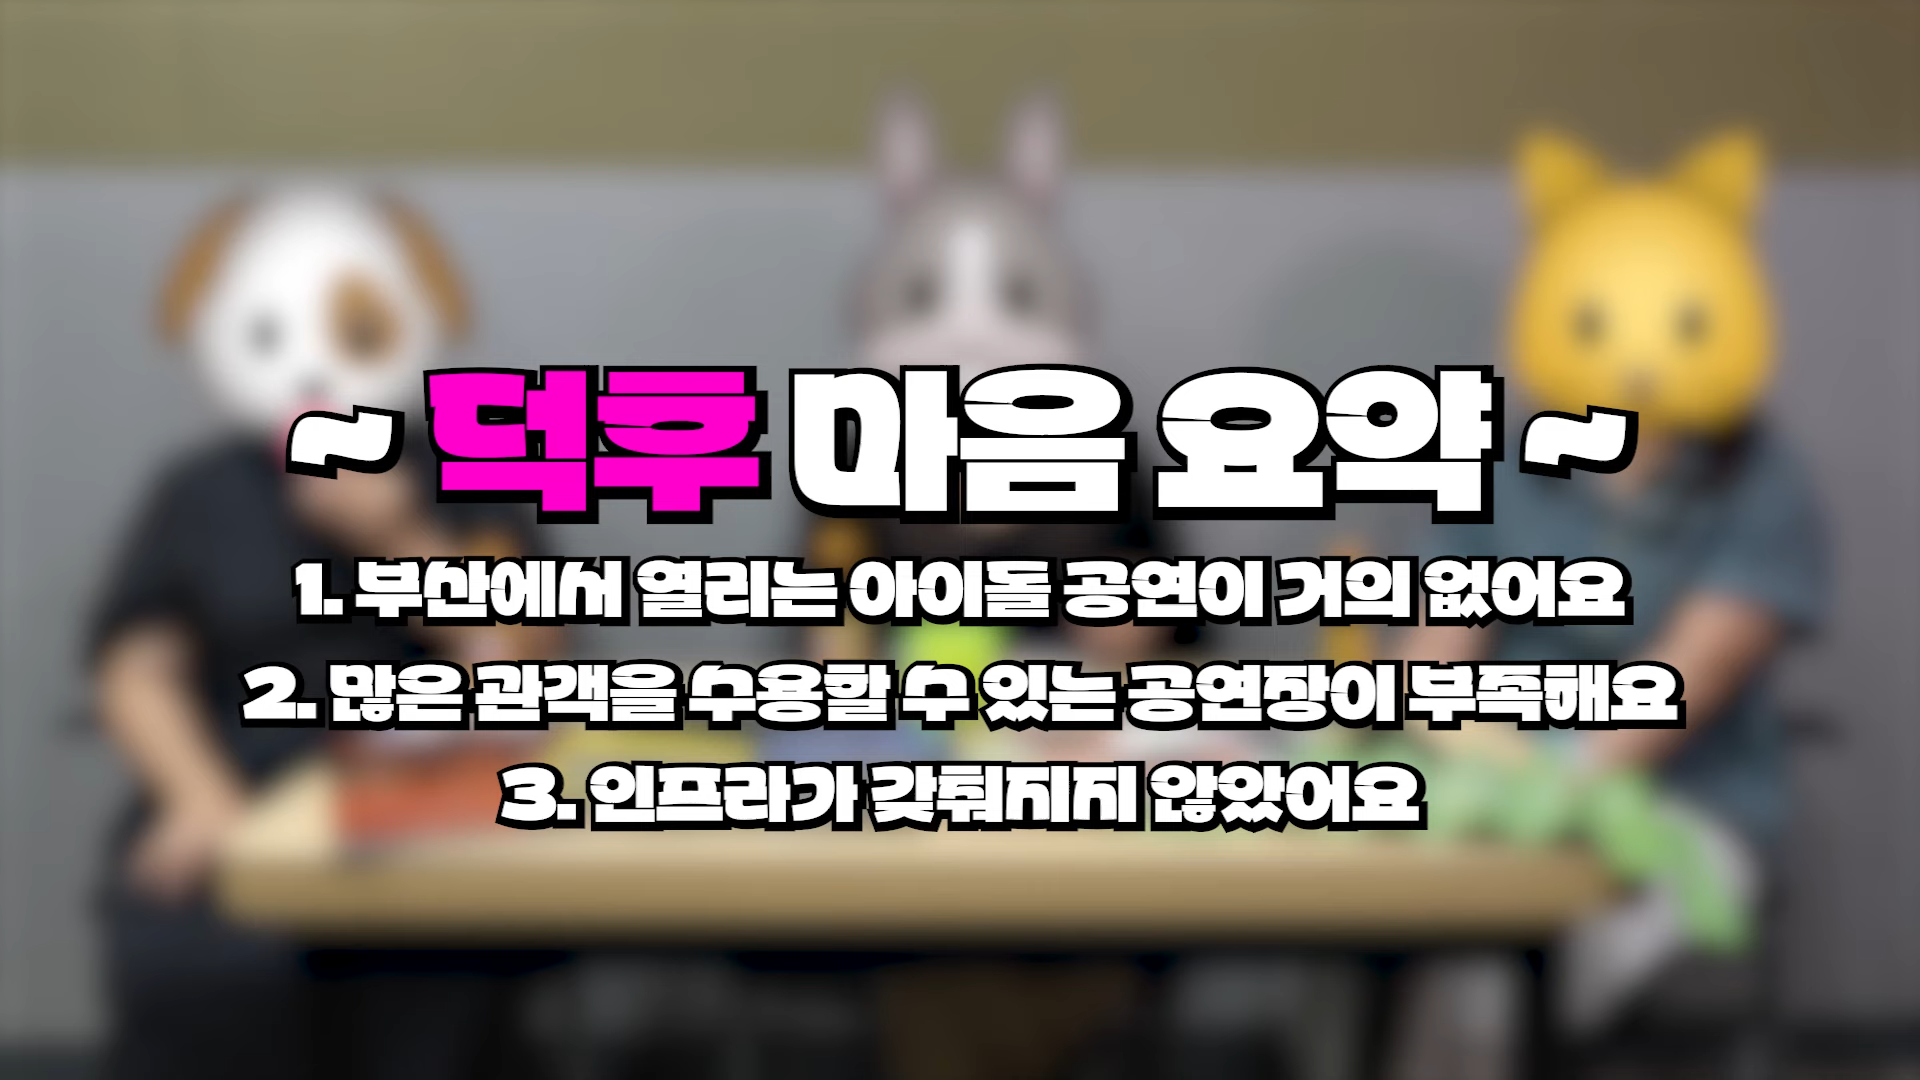 ~ 덕후 마음 요약 ~
1. 부산에서 열리는 아이돌 공연이 거의 없어요
2. 많은 관객을 수용할 수 있는 공연장이 부족해요
3. 인프라가 갖춰지지 않았어요